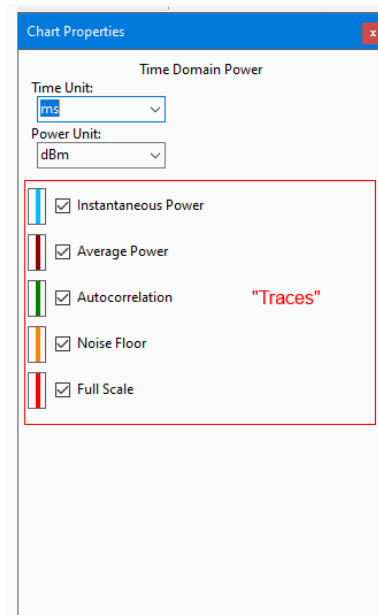 Chart Properties
x
Time Domain Power
Time Unit:
ms
Power Unit:
dBm
Instantaneous Power
Average Power
Autocorrelation
"Traces"
Noise Floor
Full Scale